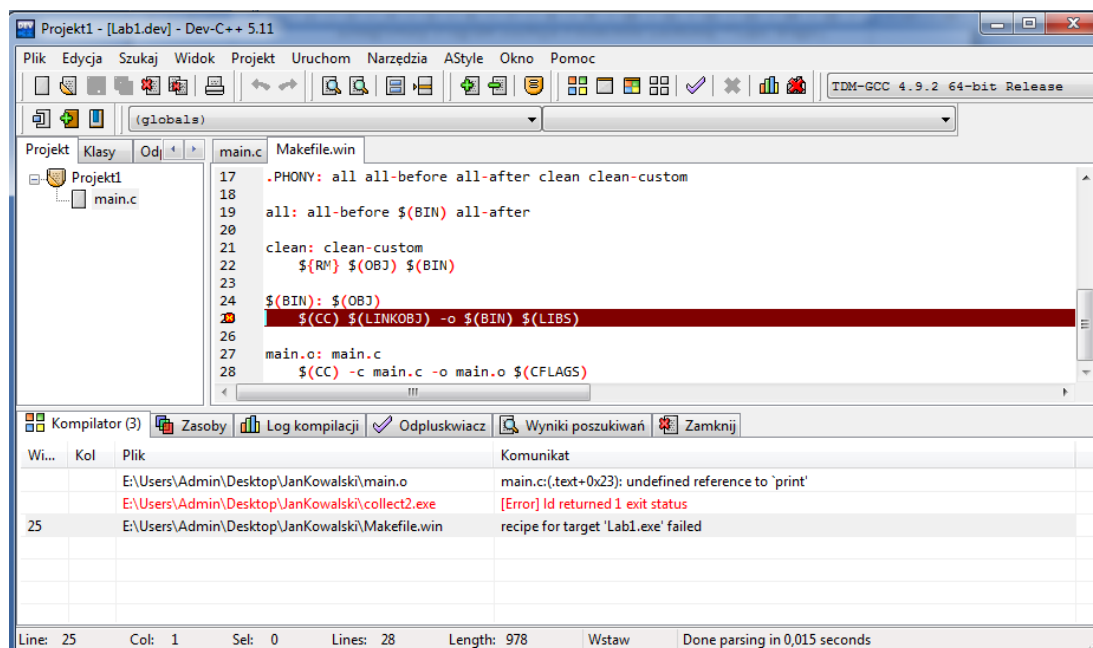 Projekt1 - [Lab1.dev] - Dev-C++ 5.11
Plik Edycja Szukaj Widok Projekt Uruchom Narzędzia AStyle Okno Pomoc
TDM-GCC 4.9.2 64-bit Release
(globals)
Projekt Klasy Odj main.c Makefile.win
Projekt1
main.c
17 .PHONY: all all-before all-after clean clean-custom
18
19 all: all-before $(BIN) all-after
20
21 clean: clean-custom
22 ${RM} $(OBJ) $(BIN)
23
24 $(BIN): $(OBJ)
$(CC) $(LINKOBJ) -o $(BIN) $(LIBS)
26
27 main.o: main.c
28 $(CC) -c main.c -o main.o $(CFLAGS)
Kompilator (3) Zasoby Log kompilacji Odpluskwiacz Wyniki poszukiwań Zamknij
Wi... Kol Plik Komunikat
E:\Users\Admin\Desktop\JanKowalski\main.o main.c:(.text+0x23): undefined reference to `print'
E:\Users\Admin\Desktop\JanKowalski\collect2.exe [Error] ld returned 1 exit status
25 E:\Users\Admin\Desktop\JanKowalski\Makefile.win recipe for target 'Lab1.exe' failed
Line: 25 Col: 1 Sel: 0 Lines: 28 Length: 978 Wstaw Done parsing in 0,015 seconds